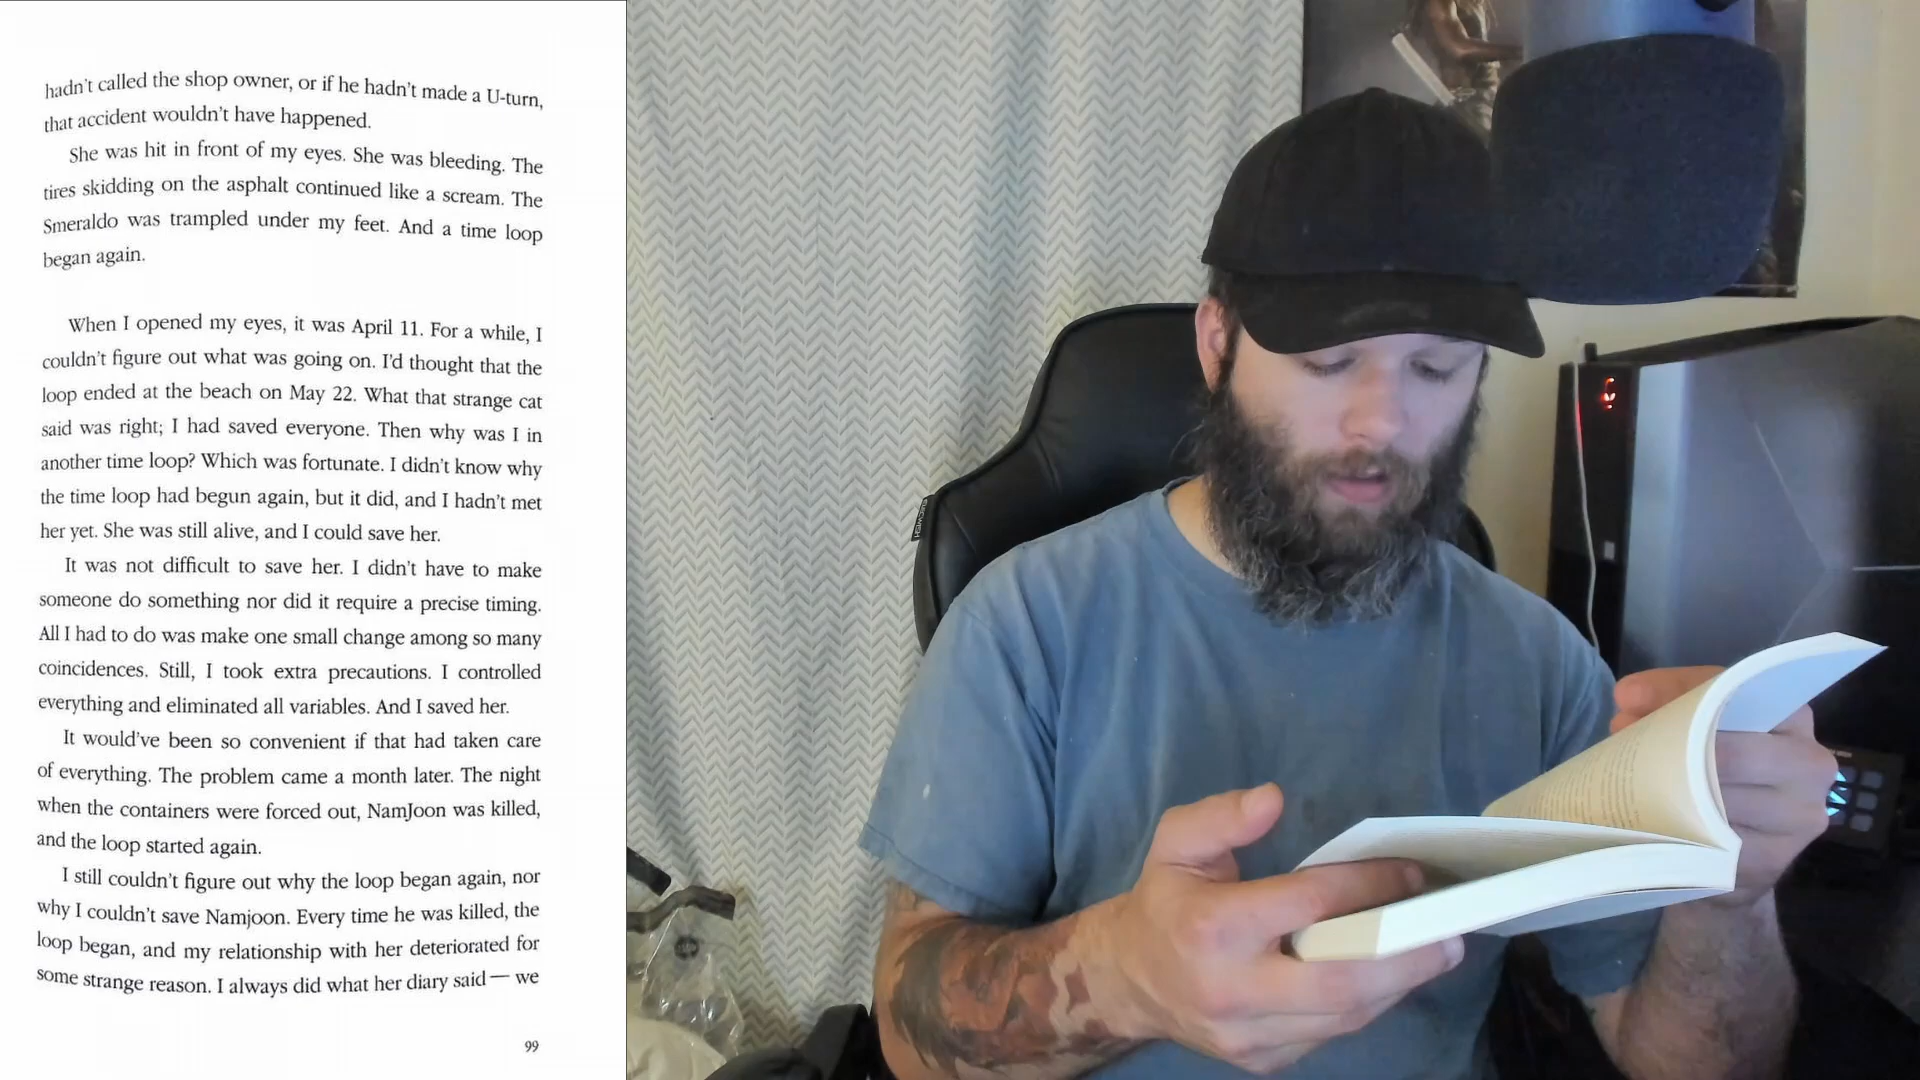 hadn't called the shop owner, or if he hadn't made a U-turn,
that accident wouldn't have happened.
She was hit in front of my eyes. She was bleeding. The
tires skidding on the asphalt continued like a scream. The
Smeraldo was trampled under my feet. And a time loop
began again.
When I opened my eyes, it was April 11. For a while, I
couldn't figure out what was going on. I'd thought that the
loop ended at the beach on May 22. What that strange cat
said was right; I had saved everyone. Then why was I in
another time loop? Which was fortunate. I didn't know why
the time loop had begun again, but it did, and I hadn't met
her yet. She was still alive, and I could save her.
It was not difficult to save her. I didn't have to make
someone do something nor did it require a precise timing.
All I had to do was make one small change among so many
coincidences. Still, I took extra precautions. I controlled
everything and eliminated all variables. And I saved her.
It would've been so convenient if that had taken care
of everything. The problem came a month later. The night
when the containers were forced out, NamJoon was killed,
and the loop started again.
I still couldn't figure out why the loop began again, nor
why I couldn't save Namjoon. Every time he was killed, the
loop began, and my relationship with her deteriorated for
some strange reason. I always did what her diary said — we
99